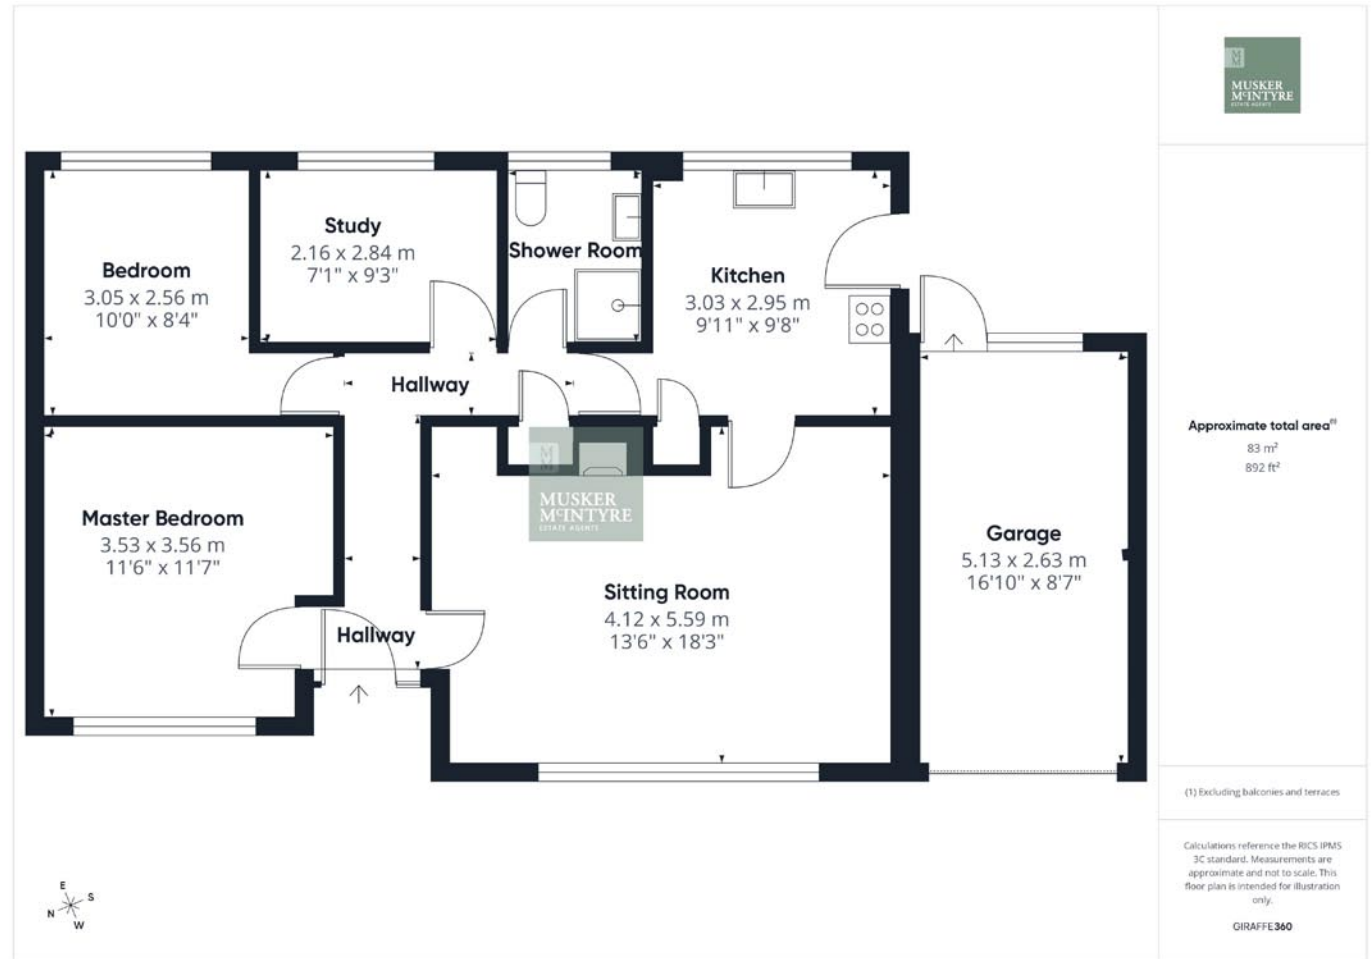 MUSKER
McINTYRE
ESTATE AGENTS
Bedroom
3.05 x 2.56 m
10'0" x 8'4"
Study
2.16 x 2.84 m
7'1" x 9'3"
Shower Room
Kitchen
3.03 x 2.95 m
9'11" x 9'8"
Hallway
Master Bedroom
3.53 x 3.56 m
11'6" x 11'7"
Hallway
MUSKER
McINTYRE
ESTATE AGENTS
Sitting Room
4.12 x 5.59 m
13'6" x 18'3"
Garage
5.13 x 2.63 m
16'10" x 8'7"
Approximate total area(1)
83 m²
892 ft²
(1) Excluding balconies and terraces
Calculations reference the RICS IPMS
3C standard. Measurements are
approximate and not to scale. This
floor plan is intended for illustration
only.
GIRAFFE360
E
S
N
W